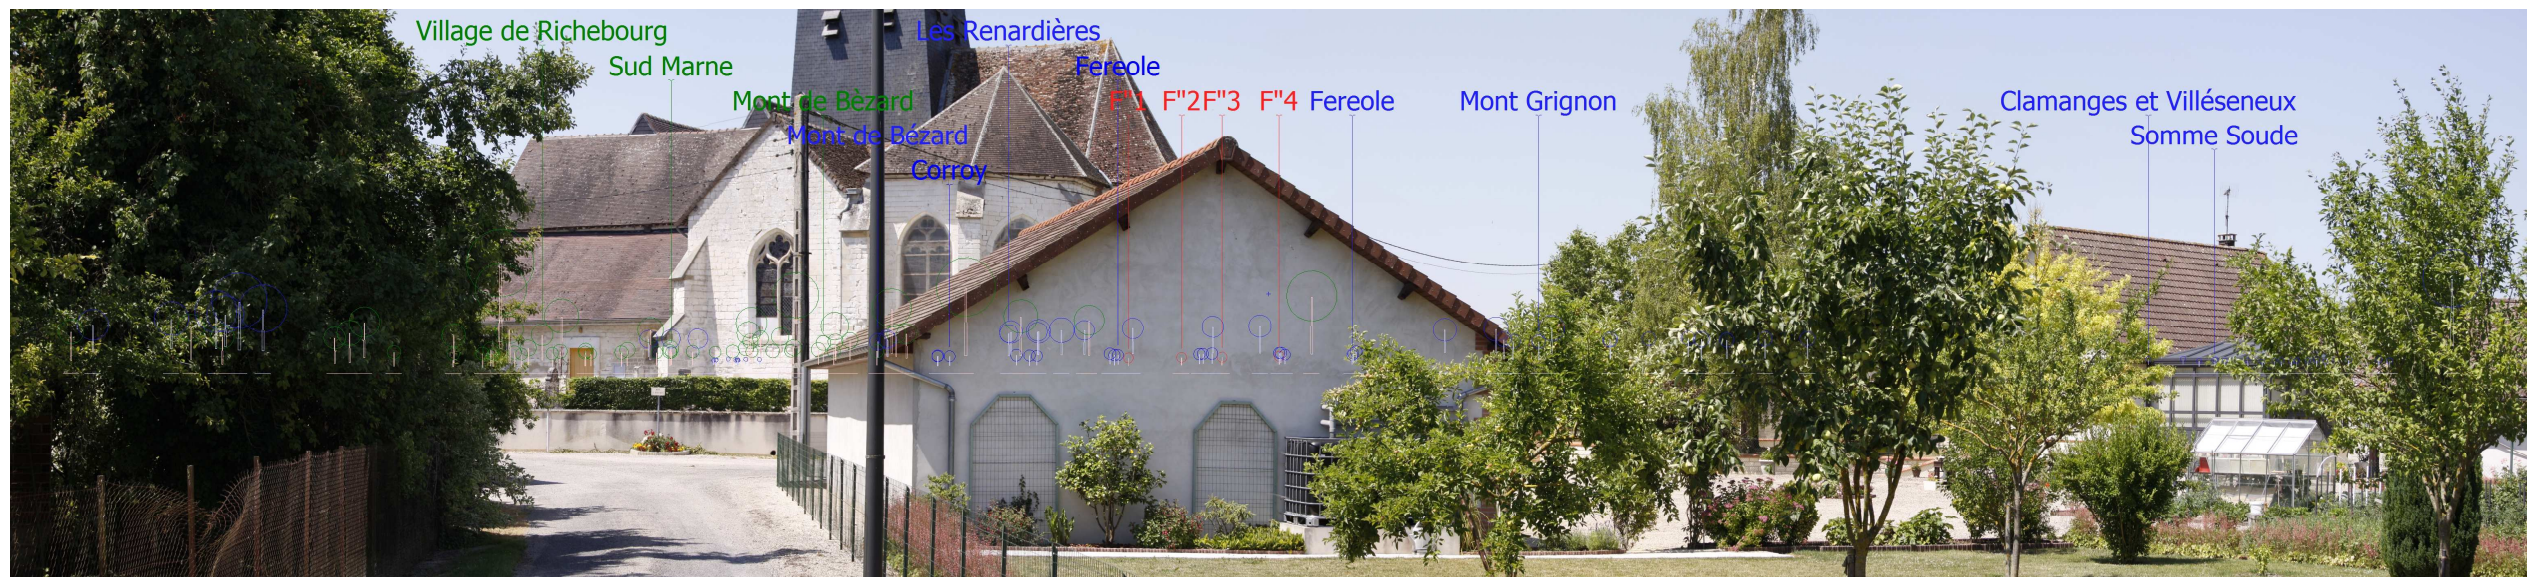 Village de Richebourg
Les Renardières
Sud Marne
Fereole
Mont de Bèzard
F"1
F"2
F"3
F"4
Fereole
Mont Grignon
Clamanges et Villéseneux
Mont de Bézard
Somme Soude
Corroy